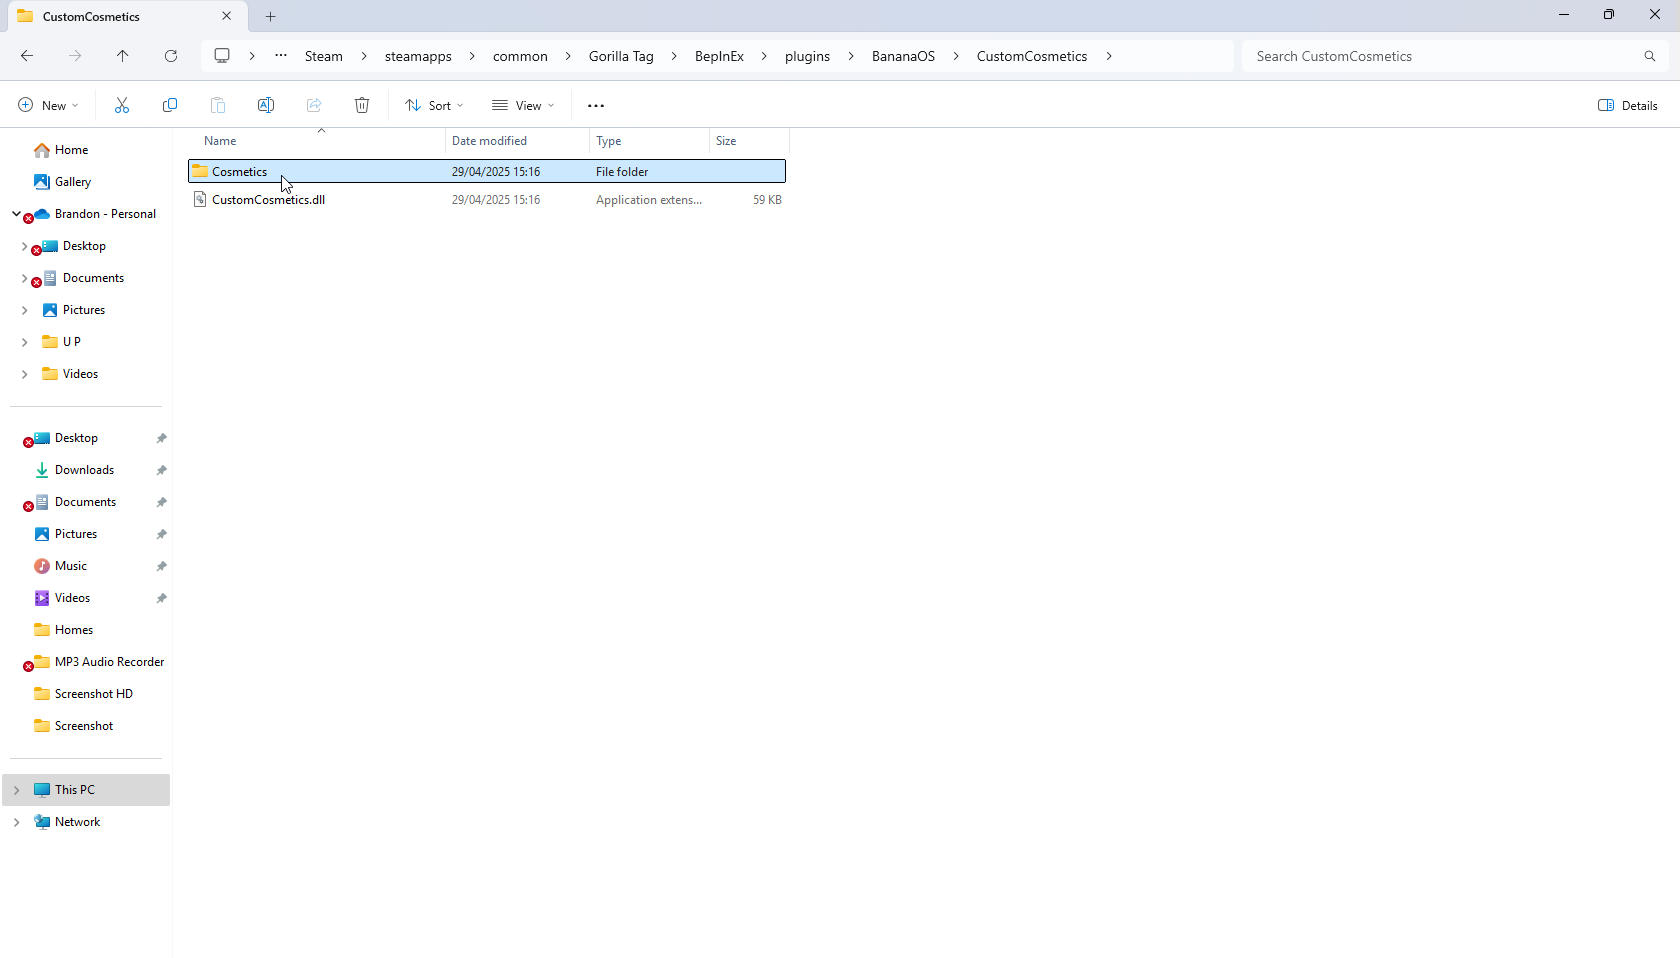 CustomCosmetics
Steam > steamapps > common > Gorilla Tag > BepInEx > plugins > BananaOS > CustomCosmetics >
Search CustomCosmetics
New
Sort
View
Details
Name Date modified Type Size
Cosmetics 29/04/2025 15:16 File folder
CustomCosmetics.dll 29/04/2025 15:16 Application extens... 59 KB
Home
Gallery
Brandon - Personal
Desktop
Documents
Pictures
U P
Videos
Desktop
Downloads
Documents
Pictures
Music
Videos
Homes
MP3 Audio Recorder
Screenshot HD
Screenshot
This PC
Network